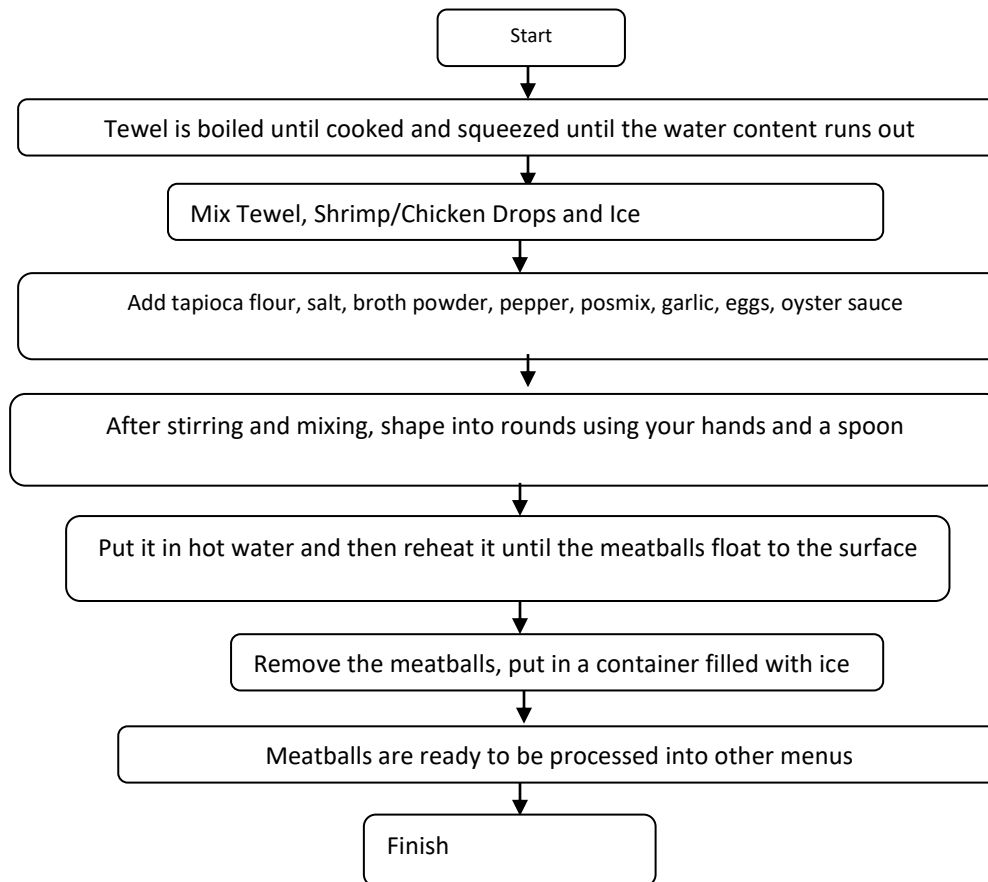 Start
Tewel is boiled until cooked and squeezed until the water content runs out
Mix Tewel, Shrimp/Chicken Drops and Ice
Add tapioca flour, salt, broth powder, pepper, posmix, garlic, eggs, oyster sauce
After stirring and mixing, shape into rounds using your hands and a spoon
Put it in hot water and then reheat it until the meatballs float to the surface
Remove the meatballs, put in a container filled with ice
Meatballs are ready to be processed into other menus
Finish